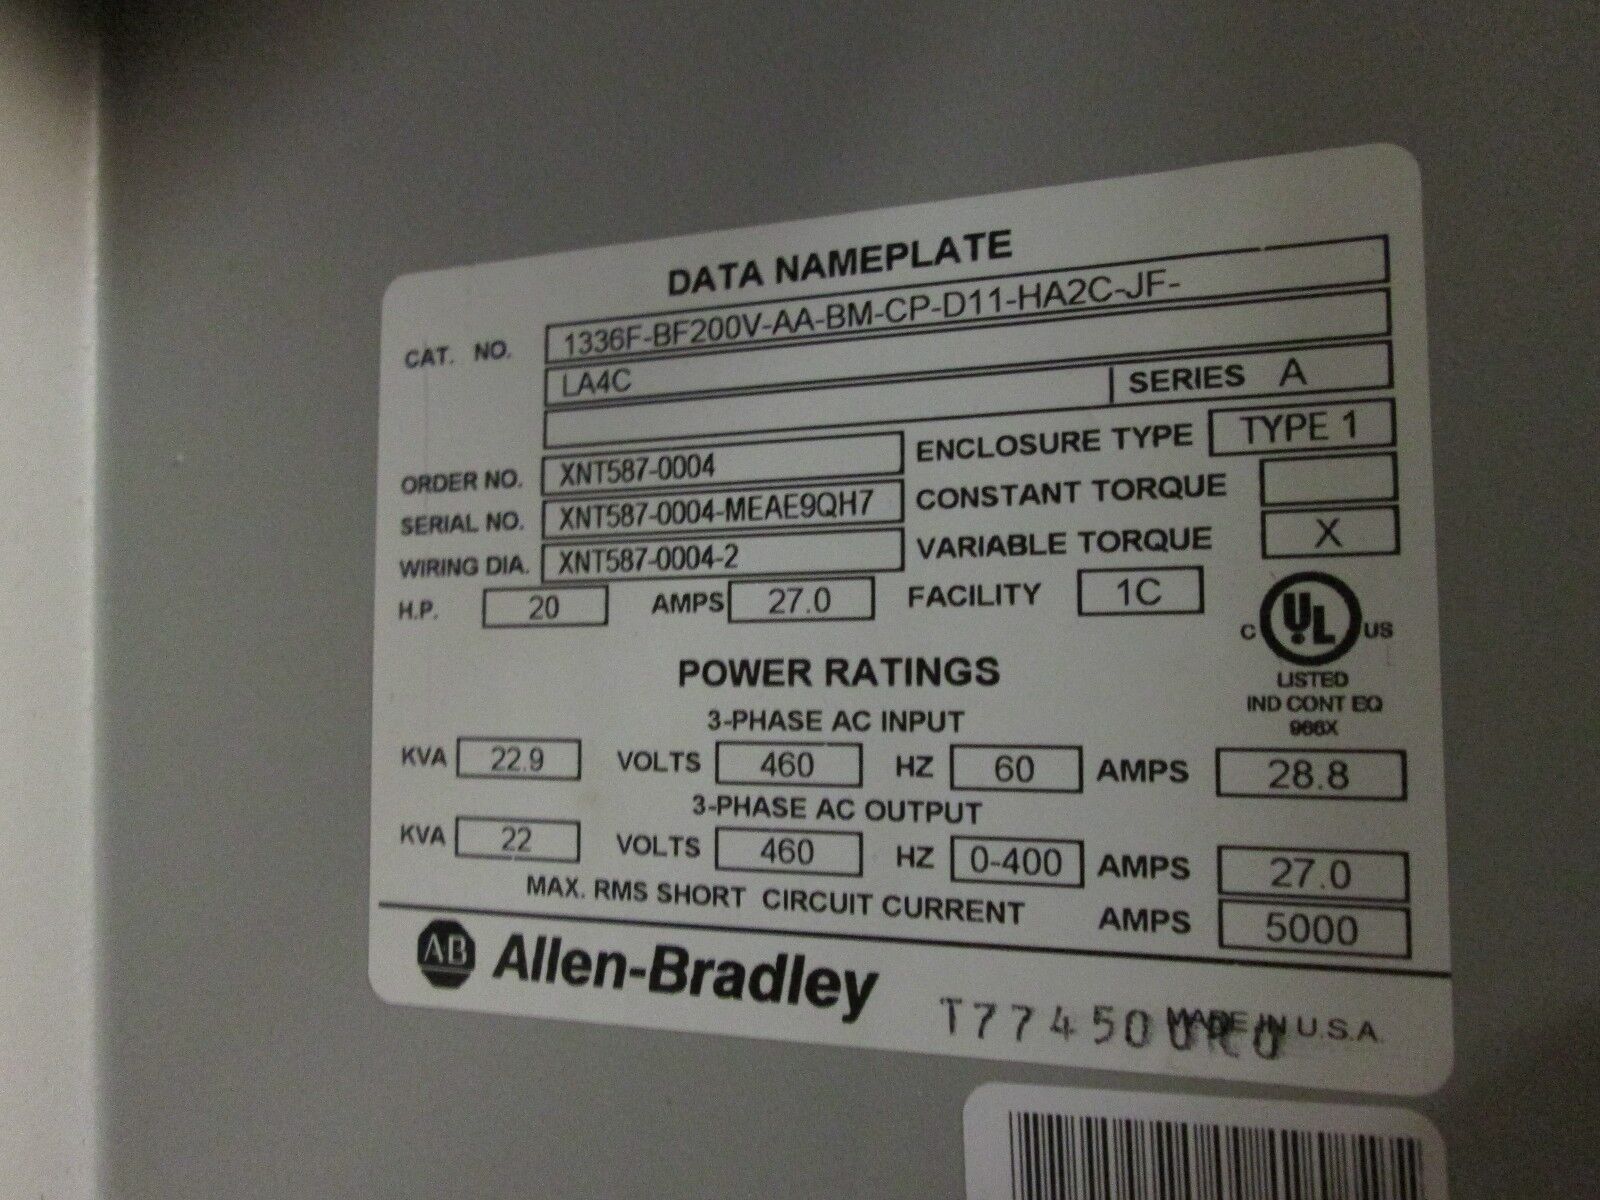 DATA NAMEPLATE
CAT. NO. 1336F-BF200V-AA-BM-CP-D11-HA2C-JF-
LA4C
SERIES A
ORDER NO. XNT587-0004 ENCLOSURE TYPE TYPE 1
SERIAL NO. XNT587-0004-MEAE9QH7 CONSTANT TORQUE
WIRING DIA. XNT587-0004-2 VARIABLE TORQUE X
H.P. 20 AMPS 27.0 FACILITY 1C
C UL US
LISTED
IND CONT EQ
966X
POWER RATINGS
3-PHASE AC INPUT
KVA 22.9 VOLTS 460 HZ 60 AMPS 28.8
3-PHASE AC OUTPUT
KVA 22 VOLTS 460 HZ 0-400 AMPS 27.0
MAX. RMS SHORT CIRCUIT CURRENT AMPS 5000
AB Allen-Bradley
MADE IN U.S.A.